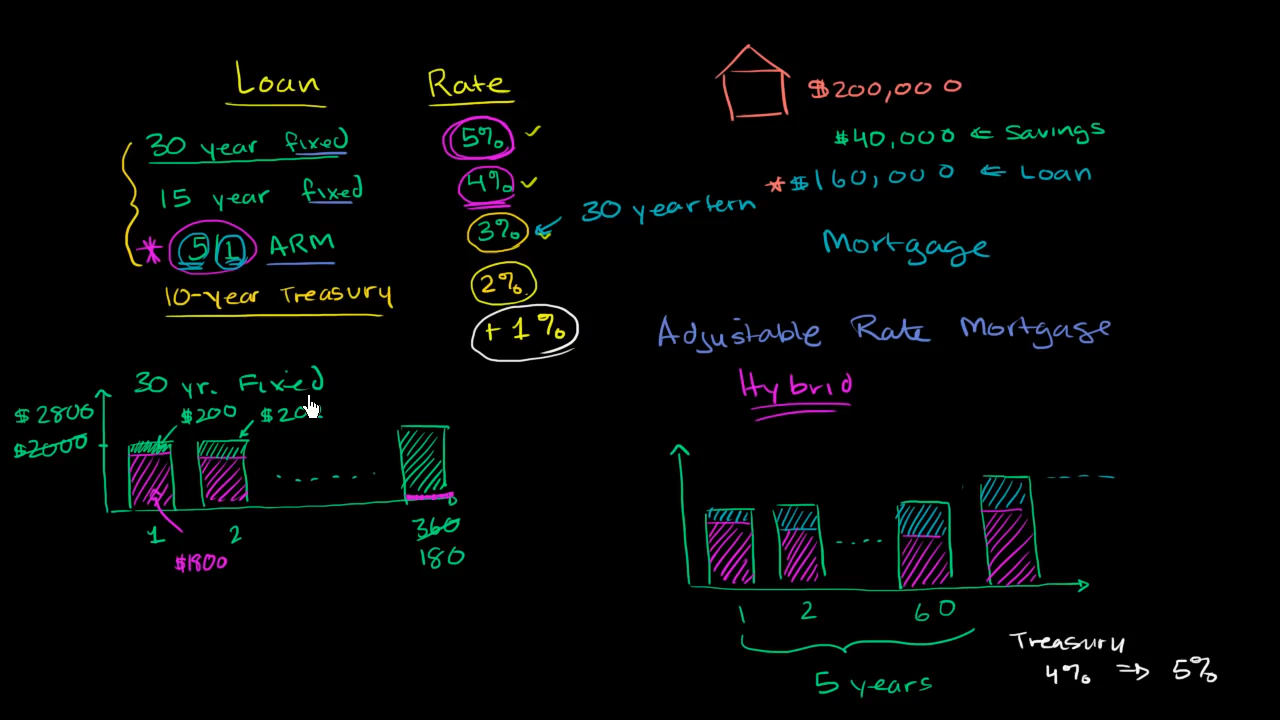 Loan Rate
30 year fixed 5%
15 year fixed 4%
* 5/1 ARM 3%
10-year Treasury 2%
+ 1%
$200,000
$40,000 ← Savings
* $160,000 ← Loan
30 year term
Mortgage
Adjustable Rate Mortgage
Hybrid
30 yr. Fixied
$2800
$2000
$200 $200
1 2 360
180
$1800
1 2 60
5 years
Treasury
4% ⇒ 5%